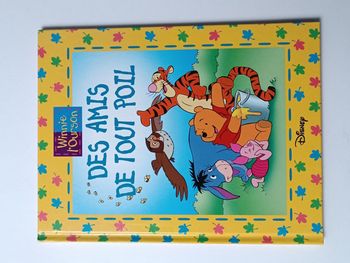 Winnie
l'ourson
DES AMIS
DE TOUT POIL
DISNEY